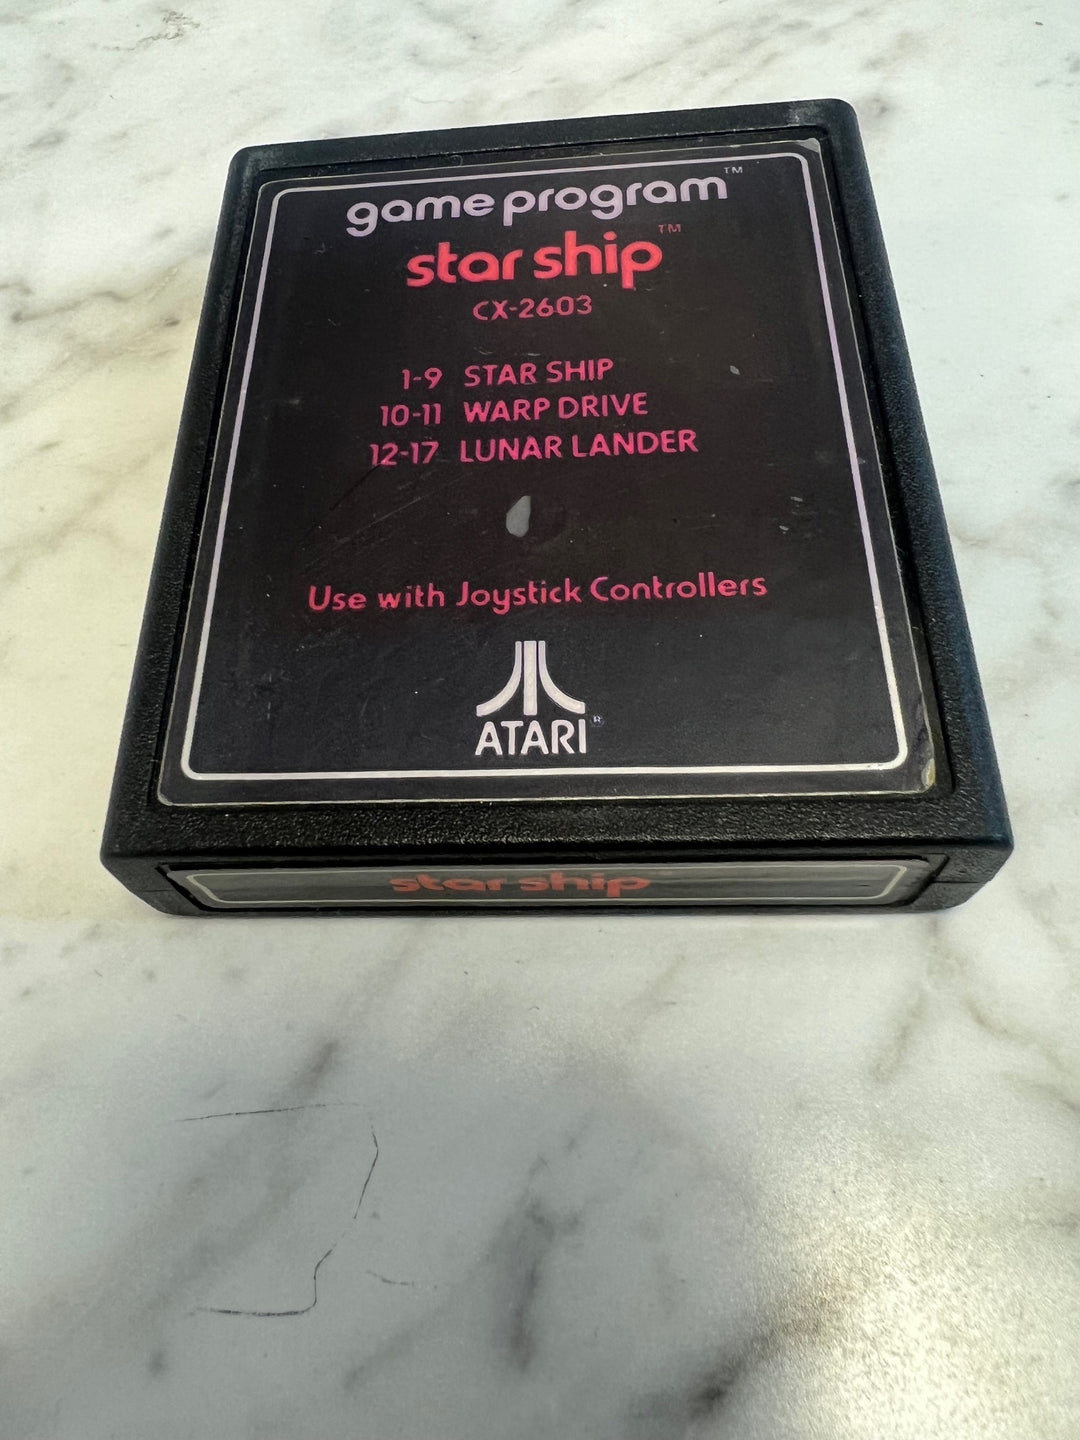 game program™
star ship™
CX-2603
1-9 STAR SHIP
10-11 WARP DRIVE
12-17 LUNAR LANDER
Use with Joystick Controllers
ATARI®
star ship